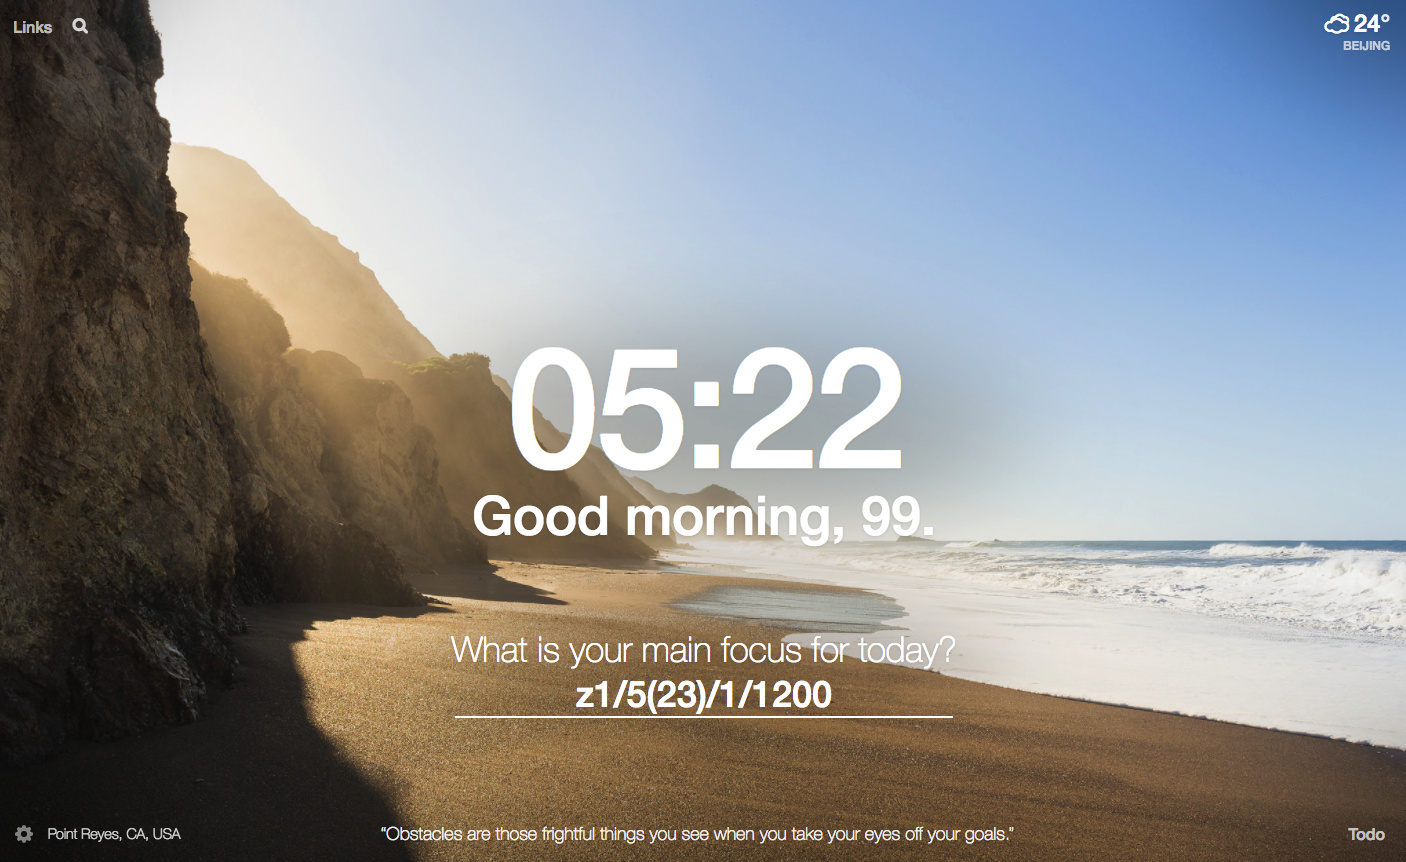 Links
24°
BEIJING
05:22
Good morning, 99.
What is your main focus for today?
z1/5(23)/1/1200
Point Reyes, CA, USA
“Obstacles are those frightful things you see when you take your eyes off your goals.”
Todo